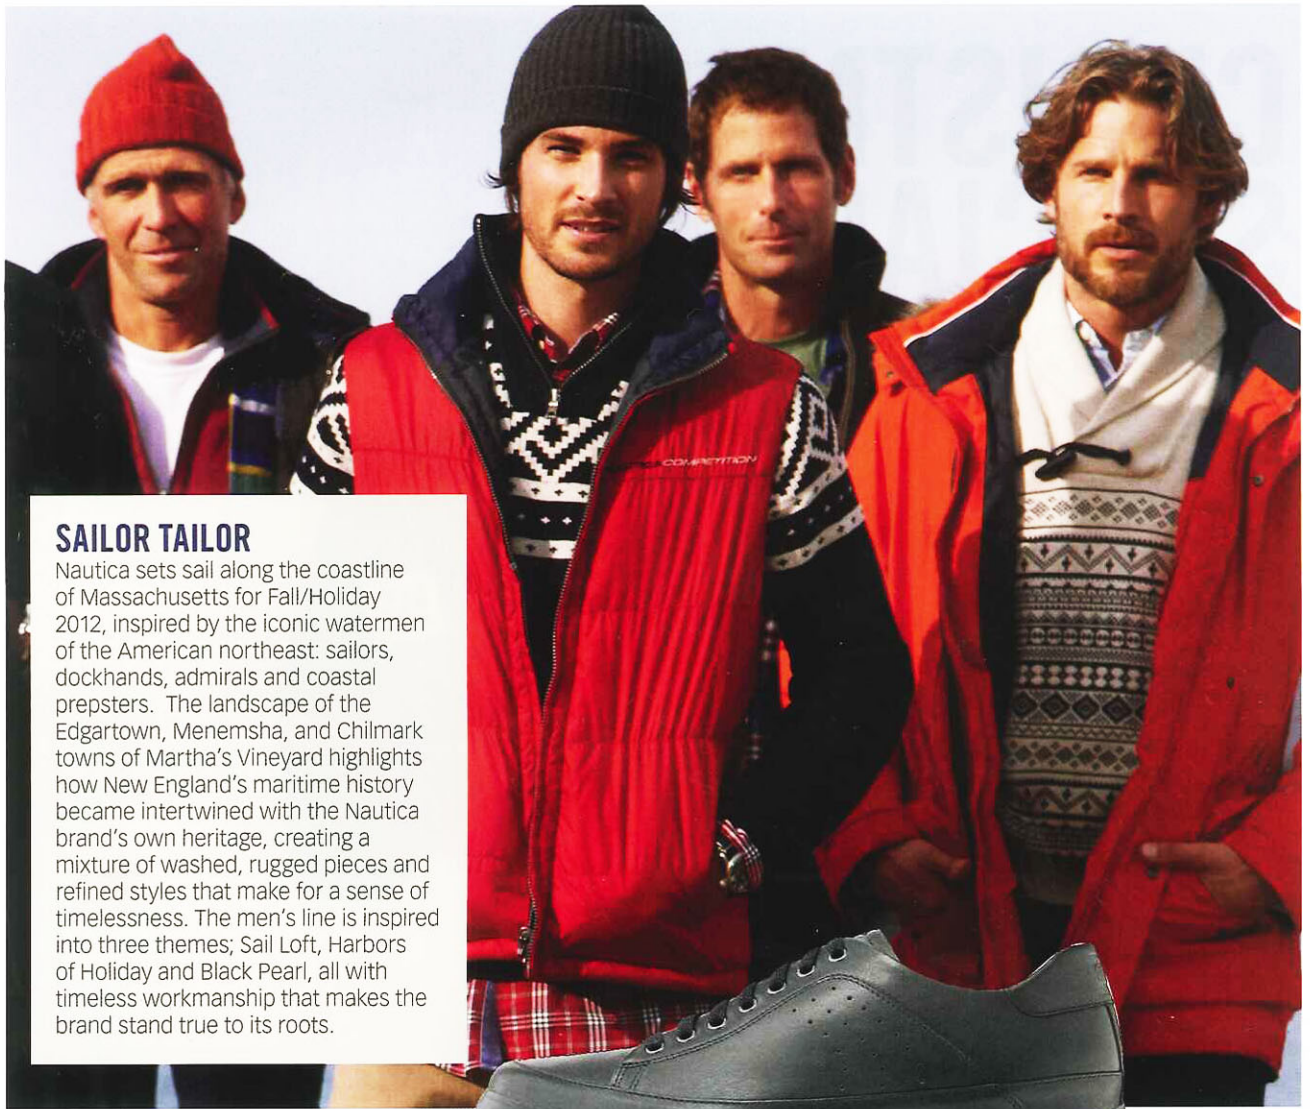 COMPETITION
SAILOR TAILOR
Nautica sets sail along the coastline
of Massachusetts for Fall/Holiday
2012, inspired by the iconic watermen
of the American northeast: sailors,
dockhands, admirals and coastal
prepsters. The landscape of the
Edgartown, Menemsha, and Chilmark
towns of Martha's Vineyard highlights
how New England's maritime history
became intertwined with the Nautica
brand's own heritage, creating a
mixture of washed, rugged pieces and
refined styles that make for a sense of
timelessness. The men's line is inspired
into three themes; Sail Loft, Harbors
of Holiday and Black Pearl, all with
timeless workmanship that makes the
brand stand true to its roots.